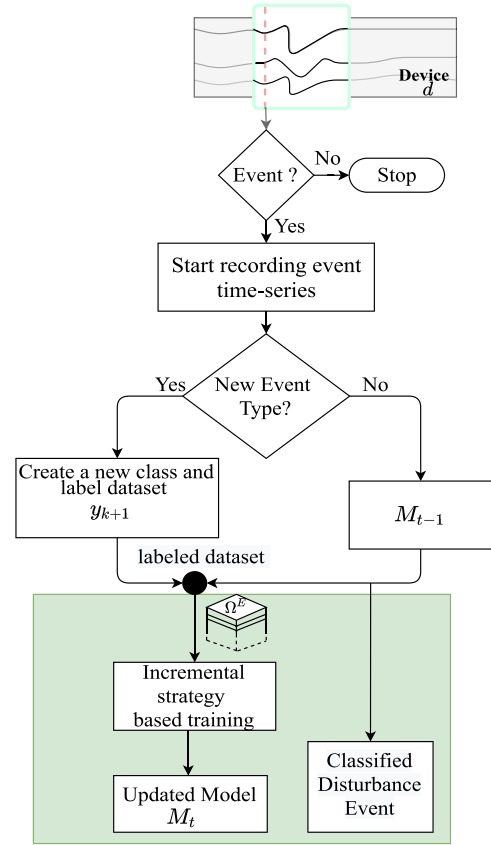 Device
d
Event ?
No
Stop
Yes
Start recording event
time-series
Yes
New Event
Type?
No
Create a new class and
label dataset
y_{k+1}
M_{t-1}
labeled dataset
Ω^E
Incremental
strategy
based training
Updated Model
M_t
Classified
Disturbance
Event